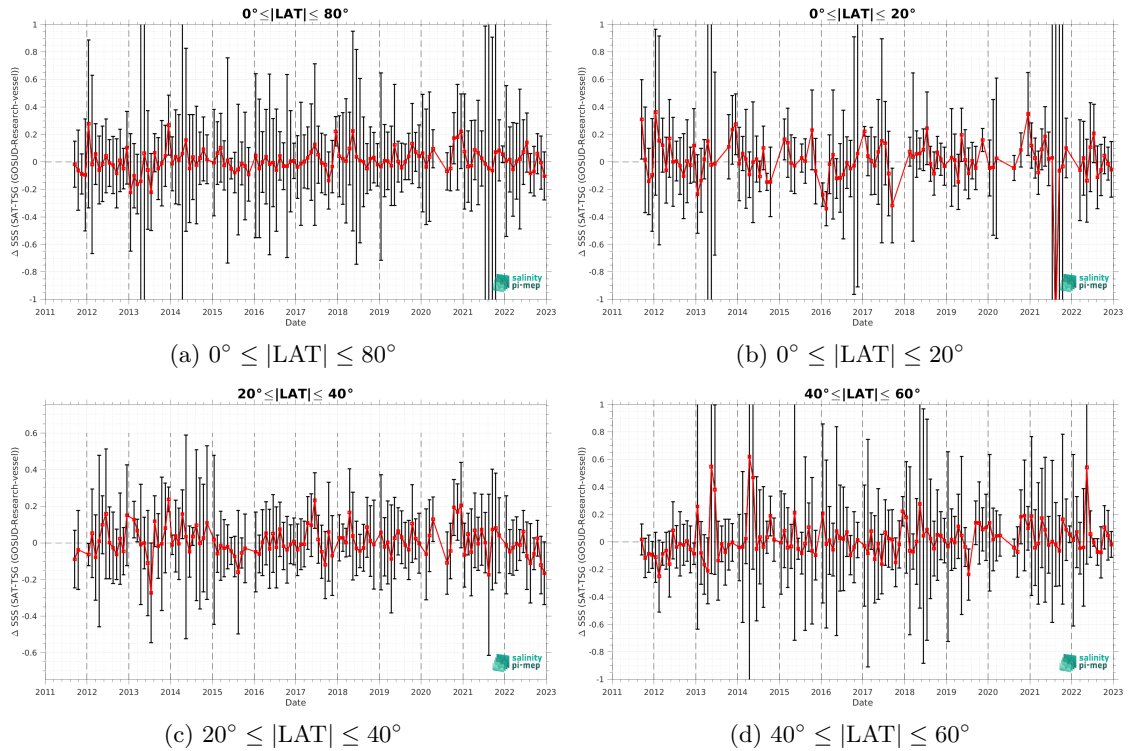 0°≤|LAT|≤ 80°
Δ SSS (SAT-TSG (GOSUD-Research-vessel))
1
0.8
0.6
0.4
0.2
0
-0.2
-0.4
-0.6
-0.8
-1
2011 2012 2013 2014 2015 2016 2017 2018 2019 2020 2021 2022 2023
Date
salinity
pi-mep
(a) 0° ≤ |LAT| ≤ 80°
0°≤|LAT|≤ 20°
Δ SSS (SAT-TSG (GOSUD-Research-vessel))
1
0.8
0.6
0.4
0.2
0
-0.2
-0.4
-0.6
-0.8
-1
2011 2012 2013 2014 2015 2016 2017 2018 2019 2020 2021 2022 2023
Date
salinity
pi-mep
(b) 0° ≤ |LAT| ≤ 20°
20°≤|LAT|≤ 40°
Δ SSS (SAT-TSG (GOSUD-Research-vessel))
0.6
0.4
0.2
0
-0.2
-0.4
-0.6
2011 2012 2013 2014 2015 2016 2017 2018 2019 2020 2021 2022 2023
Date
salinity
pi-mep
(c) 20° ≤ |LAT| ≤ 40°
40°≤|LAT|≤ 60°
Δ SSS (SAT-TSG (GOSUD-Research-vessel))
1
0.8
0.6
0.4
0.2
0
-0.2
-0.4
-0.6
-0.8
-1
2011 2012 2013 2014 2015 2016 2017 2018 2019 2020 2021 2022 2023
Date
salinity
pi-mep
(d) 40° ≤ |LAT| ≤ 60°